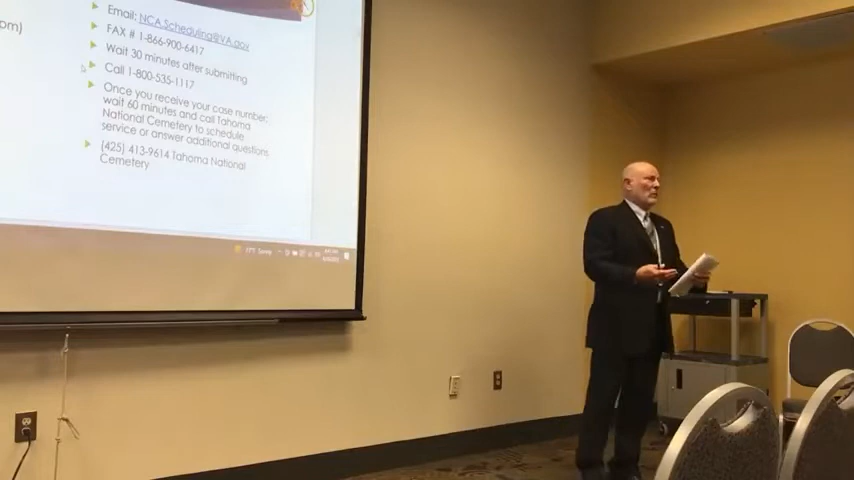 om)
Email: NCA.Scheduling@VA.gov
FAX # 1-866-900-6417
Wait 30 minutes after submitting
Call 1-800-535-1117
Once you receive your case number,
wait 60 minutes and call Tahoma
National Cemetery to schedule
service or answer additional questions
(425) 413-9614 Tahoma National
Cemetery
Sunny